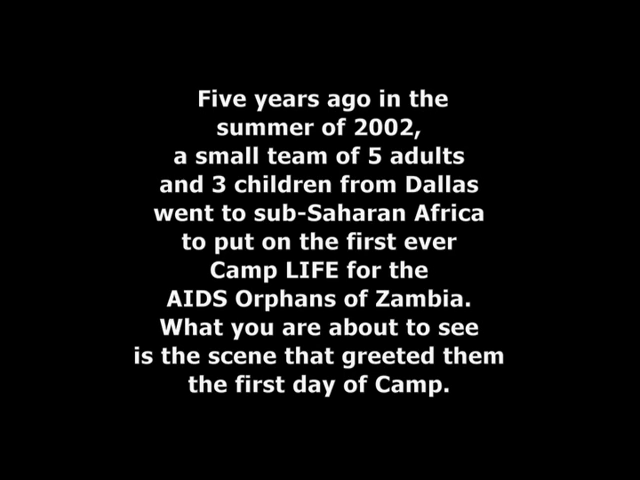 Five years ago in the
summer of 2002,
a small team of 5 adults
and 3 children from Dallas
went to sub-Saharan Africa
to put on the first ever
Camp LIFE for the
AIDS Orphans of Zambia.
What you are about to see
is the scene that greeted them
the first day of Camp.